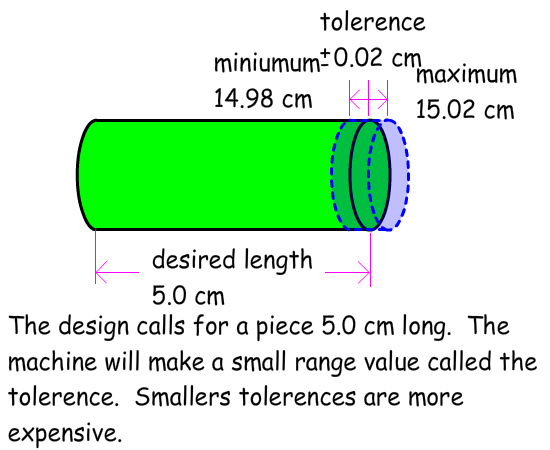 tolerence
±0.02 cm
miniumum
14.98 cm
maximum
15.02 cm
desired length
5.0 cm
The design calls for a piece 5.0 cm long.  The
machine will make a small range value called the
tolerence.  Smallers tolerences are more
expensive.